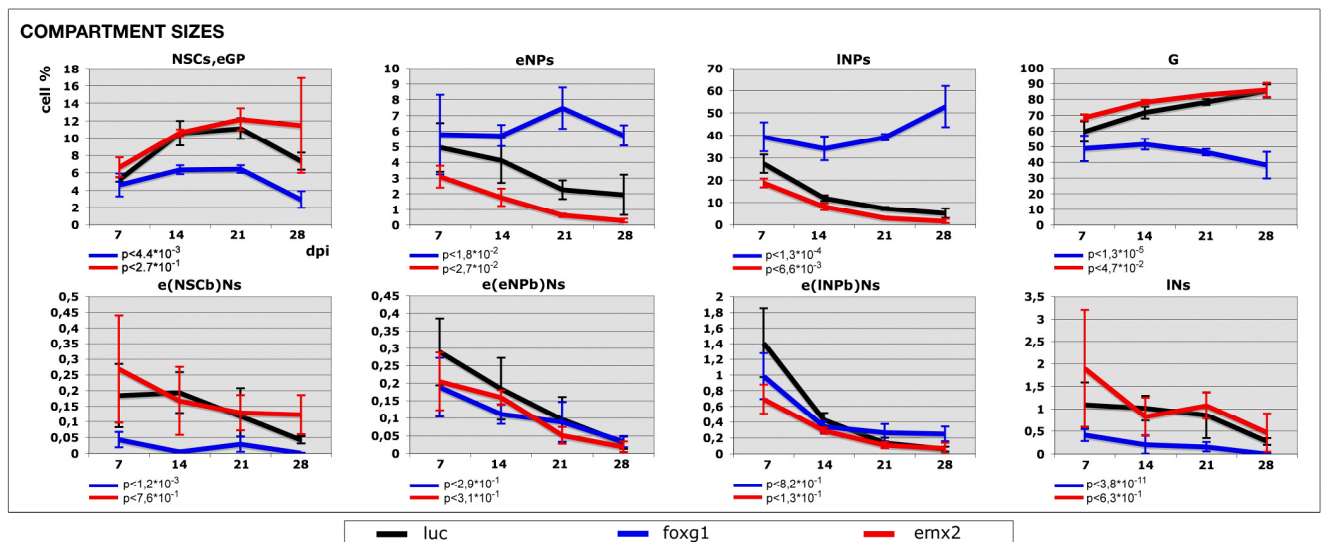 COMPARTMENT SIZES
NSCs,eGP
cell %
18
16
14
12
10
8
6
4
2
0
7 14 21 28
dpi
p<4.4*10-3
p<2.7*10-1
eNPs
10
9
8
7
6
5
4
3
2
1
0
7 14 21 28
p<1,8*10-2
p<2,7*10-2
lNPs
70
60
50
40
30
20
10
0
7 14 21 28
p<1,3*10-4
p<6,6*10-3
G
100
90
80
70
60
50
40
30
20
10
0
7 14 21 28
p<1,3*10-5
p<4,7*10-2
e(NSCb)Ns
0,5
0,45
0,4
0,35
0,3
0,25
0,2
0,15
0,1
0,05
0
7 14 21 28
p<1,2*10-3
p<7,6*10-1
e(eNPb)Ns
0,45
0,4
0,35
0,3
0,25
0,2
0,15
0,1
0,05
0
7 14 21 28
p<2,9*10-1
p<3,1*10-1
e(lNPb)Ns
2
1,8
1,6
1,4
1,2
1
0,8
0,6
0,4
0,2
0
7 14 21 28
p<8,2*10-1
p<1,3*10-1
lNs
3,5
3
2,5
2
1,5
1
0,5
0
7 14 21 28
p<3,8*10-11
p<6,3*10-1
luc foxg1 emx2